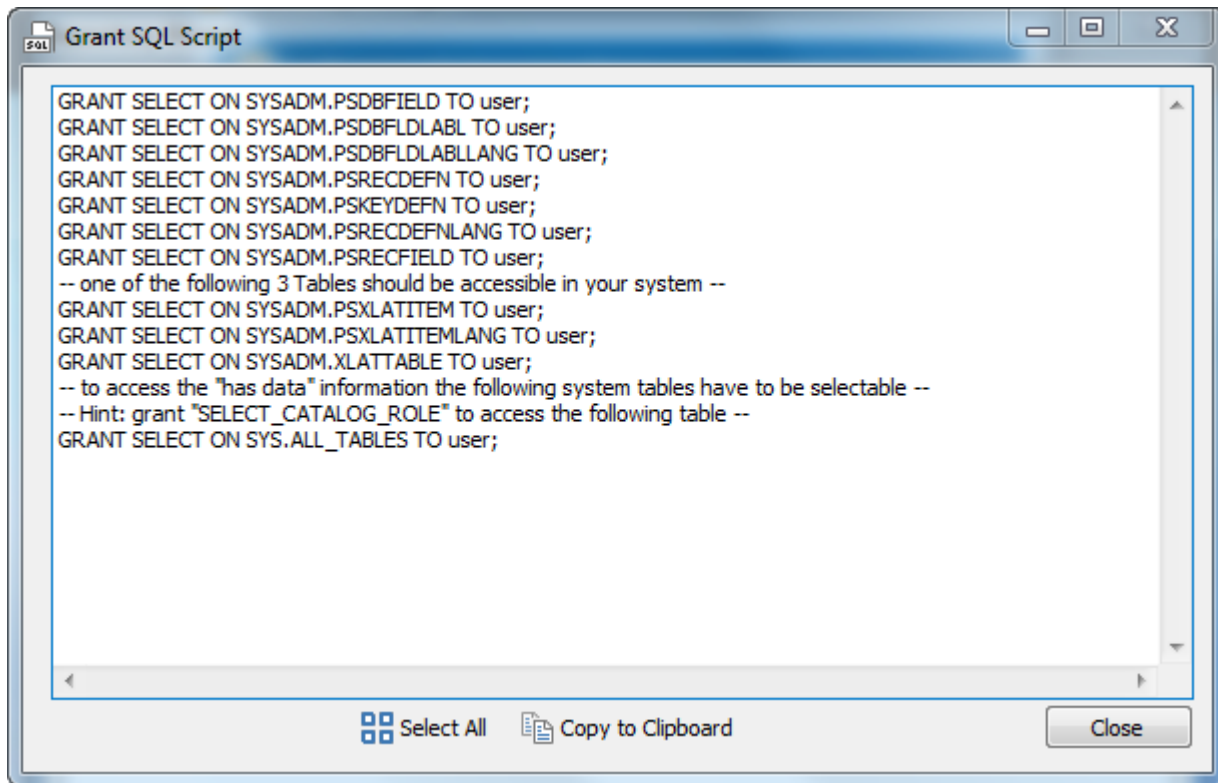 SQL
Grant SQL Script
GRANT SELECT ON SYSADM.PSDBFIELD TO user;
GRANT SELECT ON SYSADM.PSDBFLDLABL TO user;
GRANT SELECT ON SYSADM.PSDBFLDLABLLANG TO user;
GRANT SELECT ON SYSADM.PSRECDEFN TO user;
GRANT SELECT ON SYSADM.PSKEYDEFN TO user;
GRANT SELECT ON SYSADM.PSRECDEFNLANG TO user;
GRANT SELECT ON SYSADM.PSRECFIELD TO user;
-- one of the following 3 Tables should be accessible in your system --
GRANT SELECT ON SYSADM.PSXLATITEM TO user;
GRANT SELECT ON SYSADM.PSXLATITEMLANG TO user;
GRANT SELECT ON SYSADM.XLATTABLE TO user;
-- to access the "has data" information the following system tables have to be selectable --
-- Hint: grant "SELECT_CATALOG_ROLE" to access the following table --
GRANT SELECT ON SYS.ALL_TABLES TO user;
Select All
Copy to Clipboard
Close